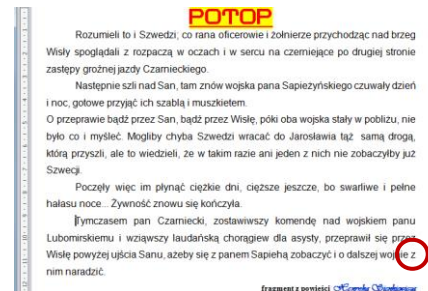 POTOP
Rozumieli to i Szwedzi; co rana oficerowie i żołnierze przychodząc nad brzeg
Wisły spoglądali z rozpaczą w oczach i w sercu na czerniejące po drugiej stronie
zastępy groźnej jazdy Czarnieckiego.
Następnie szli nad San, tam znów wojska pana Sapieżyńskiego czuwały dzień
i noc, gotowe przyjąć ich szablą i muszkietem.
O przeprawie bądź przez San, bądź przez Wisłę, póki oba wojska stały w pobliżu, nie
było co i myśleć. Mogliby chyba Szwedzi wracać do Jarosławia tąż samą drogą,
którą przyszli, ale to wiedzieli, że w takim razie ani jeden z nich nie zobaczyłby już
Szwecji.
Poczęły więc im płynąć ciężkie dni, cięższe jeszcze, bo swarliwe i pełne
hałasu noce... Żywność znowu się kończyła.
Tymczasem pan Czarniecki, zostawiwszy komendę nad wojskiem panu
Lubomirskiemu i wziąwszy laudańską chorągiew dla asysty, przeprawił się przez
Wisłę powyżej ujścia Sanu, ażeby się z panem Sapiehą zobaczyć i o dalszej wojnie z
nim naradzić.
fragment z powieści Henryka Sienkiewicza